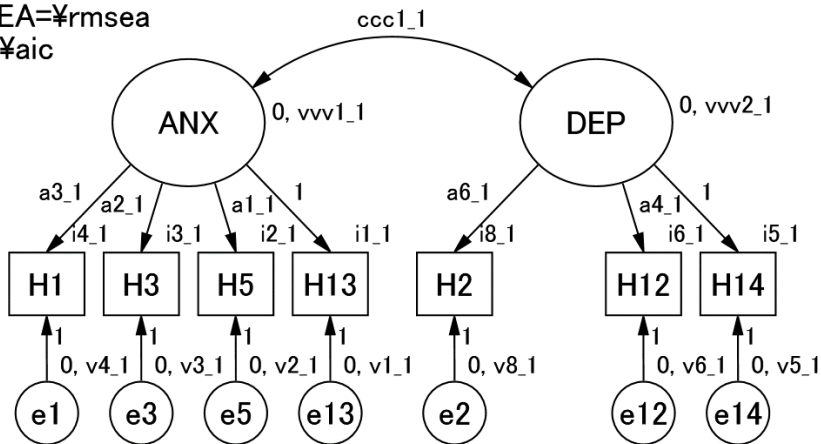 EA=¥rmsea
¥aic
ccc1_1
ANX
0, vvv1_1
DEP
0, vvv2_1
a3_1
a2_1
a1_1
1
a6_1
a4_1
1
i4_1
i3_1
i2_1
i1_1
i8_1
i6_1
i5_1
H1
H3
H5
H13
H2
H12
H14
1
1
1
1
1
1
1
0, v4_1
0, v3_1
0, v2_1
0, v1_1
0, v8_1
0, v6_1
0, v5_1
e1
e3
e5
e13
e2
e12
e14